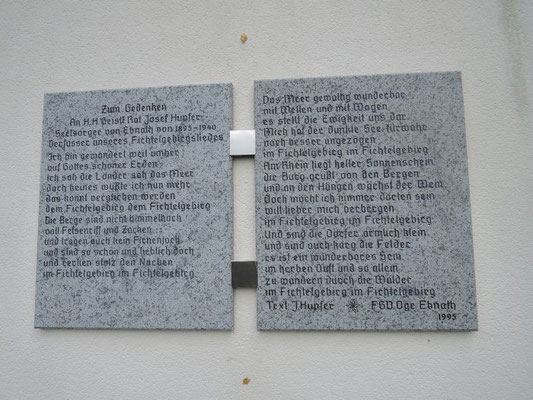 Zum Gedenken
An H.H. Geistl. Rat Josef Hupfer
Seelsorger von Ebnath von 1895-1940
Verfasser unseres Fichtelgebirgsliedes
Ich bin gewandert weit umher
auf Gottes schöner Erden
ich sah die Länder sah das Meer
doch keines wüßte ich nun mehr
das könnt verglichen werden
dem Fichtelgebirg dem Fichtelgebirg
Die Berge sind nicht himmelhoch
voll Felsenriff und Zacken
und tragen auch kein Firnenjoch
und sind so schön und lieblich doch
und recken stolz den Nacken
im Fichtelgebirg im Fichtelgebirg
Das Meer gewaltig wunderbar
mit Wellen und mit Wogen
es stellt die Ewigkeit uns dar
Mich hat der dunkle See fürwahr
noch besser angezogen
im Fichtelgebirg im Fichtelgebirg
Am Rhein liegt heller Sonnenschein
die Burg grüßt von den Bergen
und an den Hängen wächst der Wein
Doch möcht ich nimmer dorten sein
will lieber mich verbergen
im Fichtelgebirg im Fichtelgebirg
Und sind die Dörfer ärmlich klein
und sind auch karg die Felder
es ist ein wunderbares Sein
im herben Duft und so allein
zu wandern durch die Wälder
im Fichtelgebirg im Fichtelgebirg
Text J.Hupfer FGV Ogr Ebnath
1995